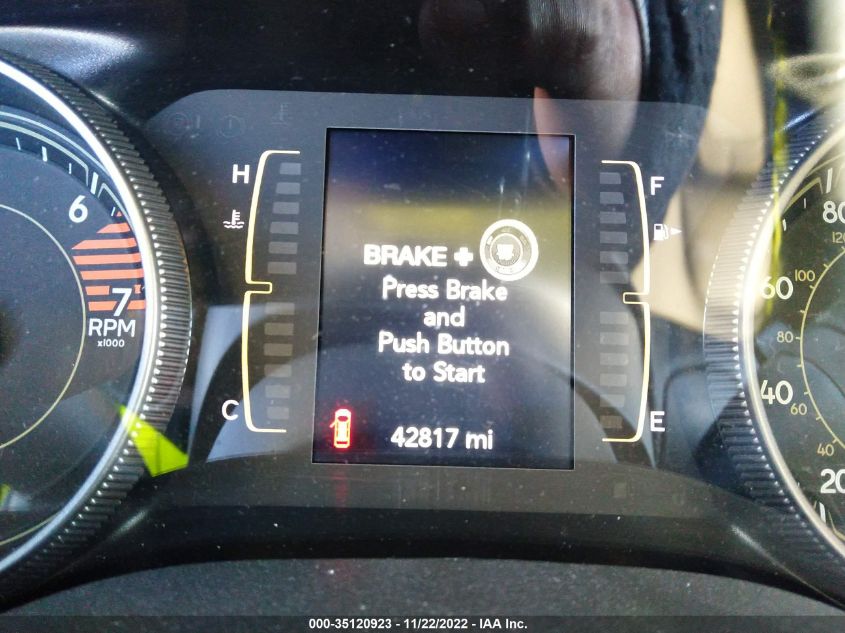 H
F
6
80
120
BRAKE +
60
100
Press Brake
7
and
RPM
x1000
Push Button
80
to Start
40
60
C
42817 mi
E
40
20
000-35120923 - 11/22/2022 - IAA Inc.